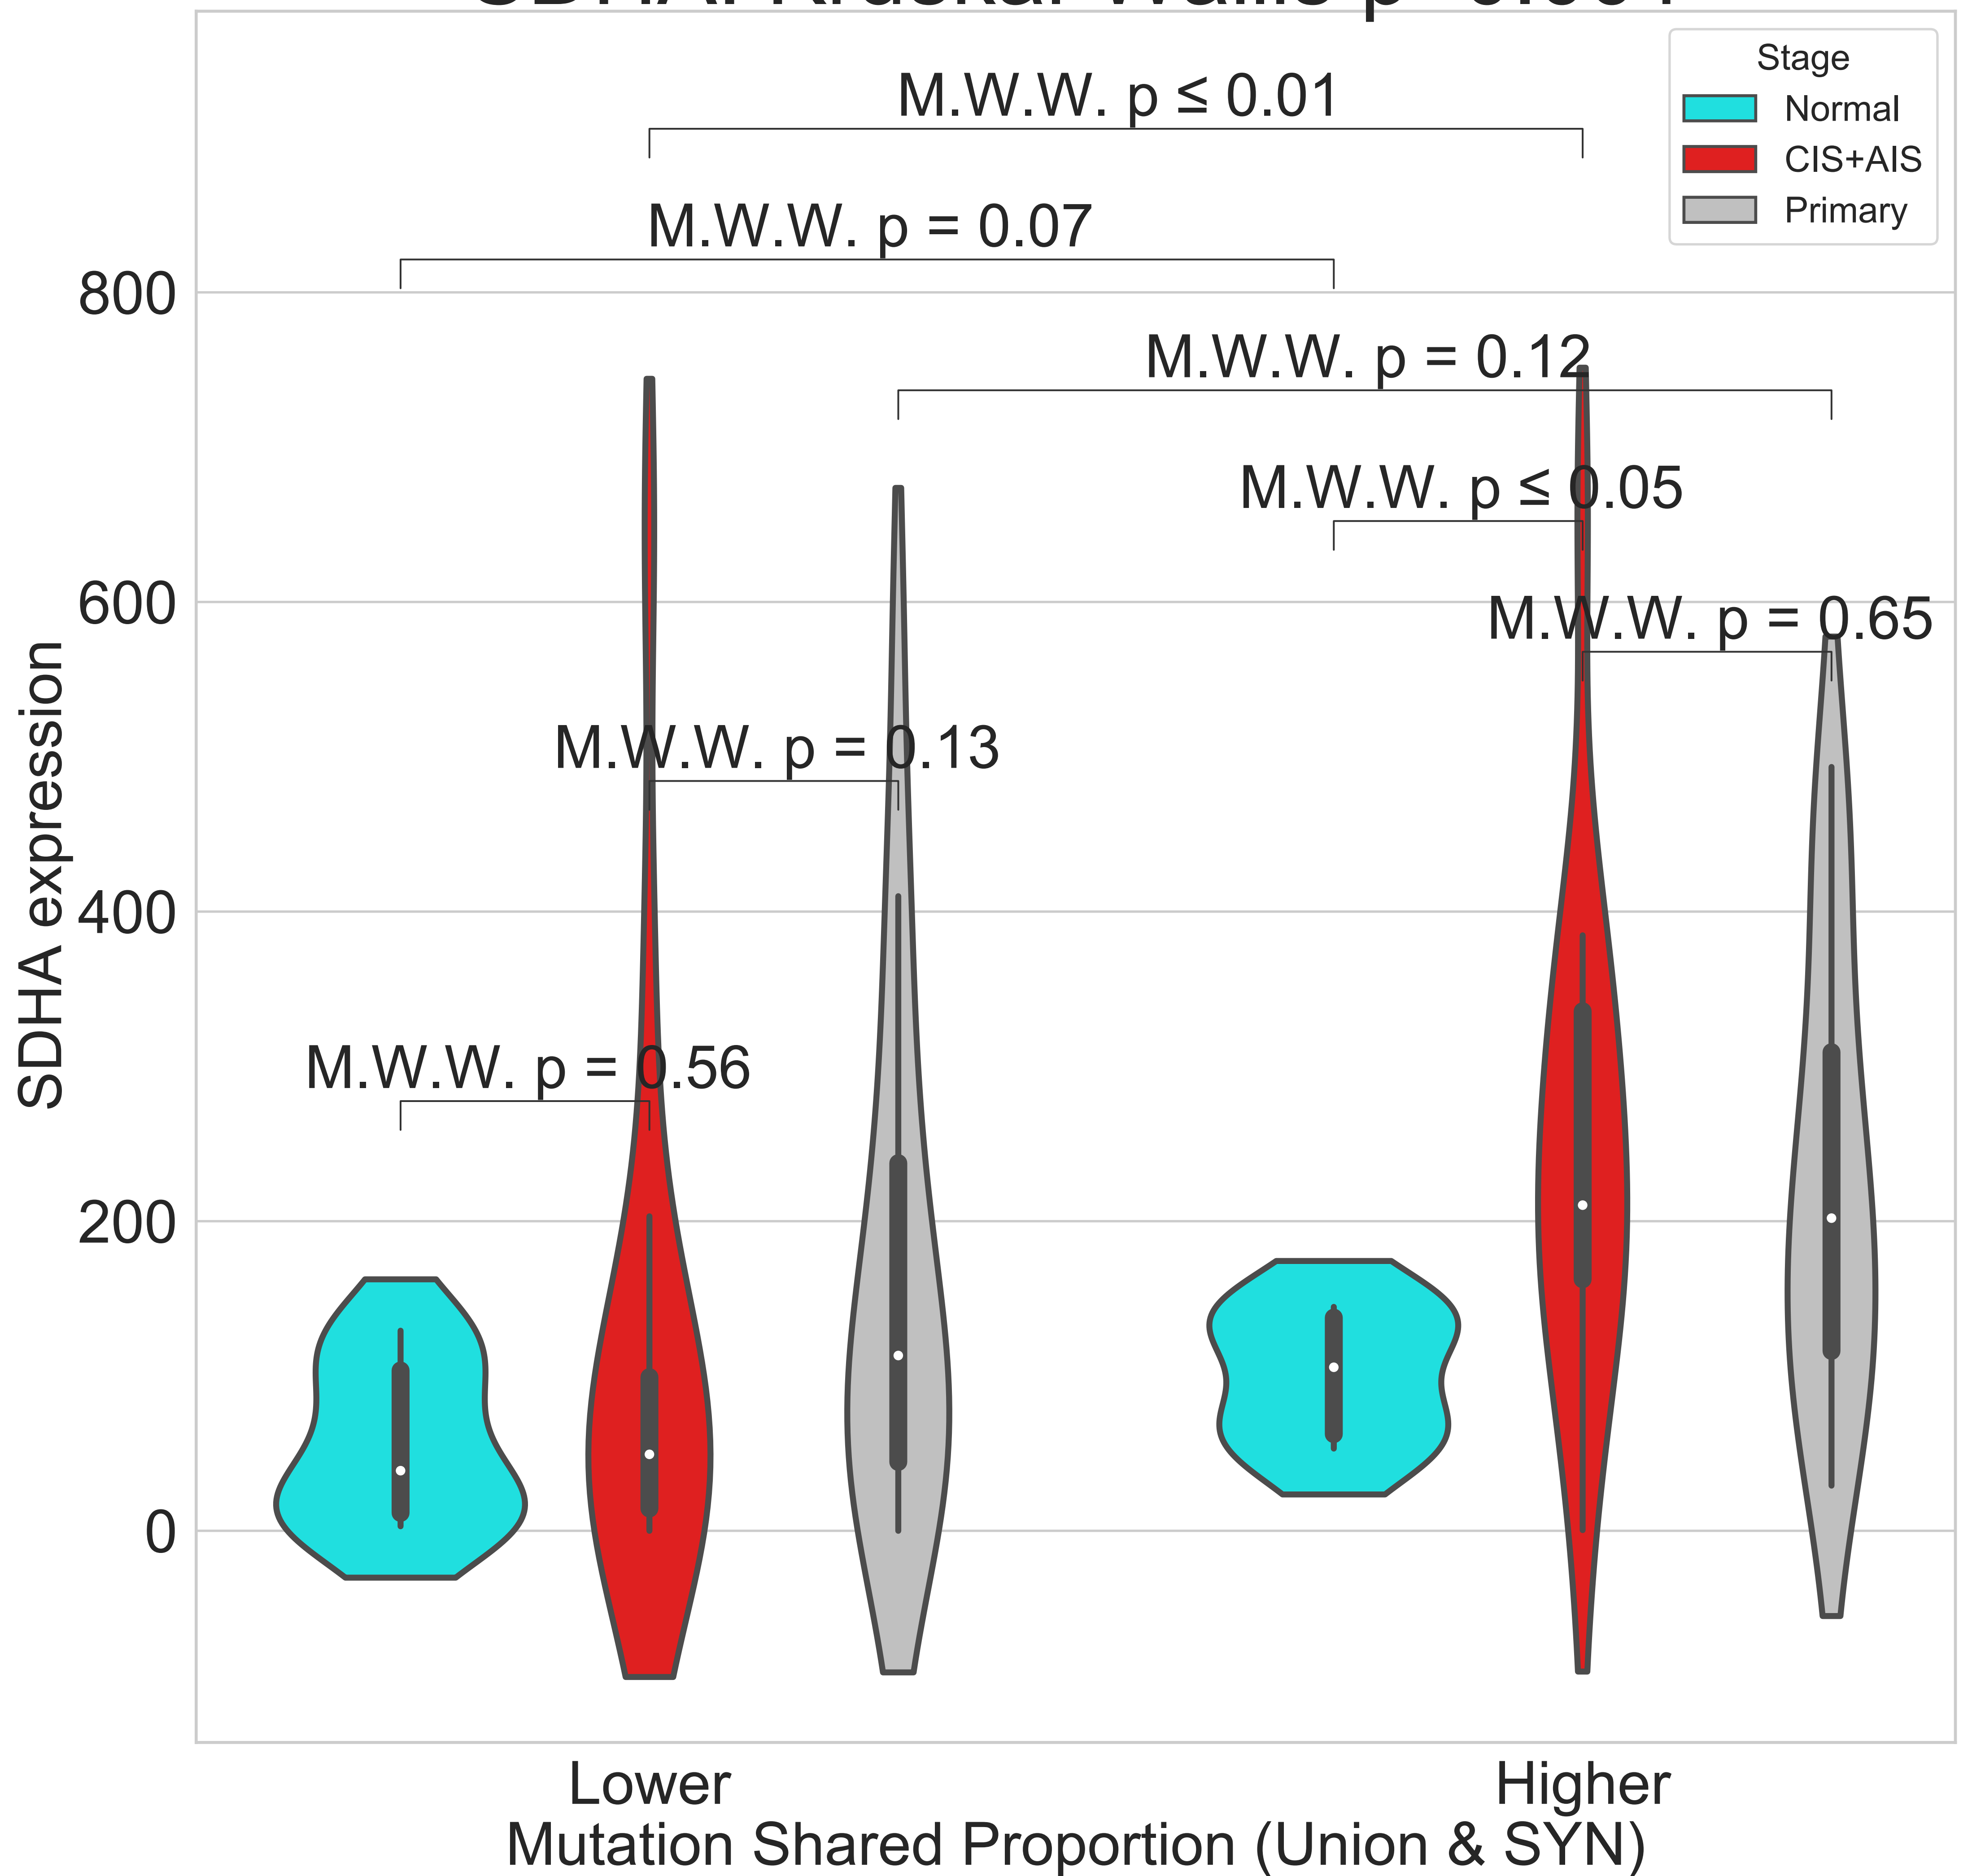 Stage
Normal
CIS+AIS
Primary
M.W.W. p ≤ 0.01
M.W.W. p = 0.07
M.W.W. p = 0.12
M.W.W. p ≤ 0.05
M.W.W. p = 0.65
M.W.W. p = 0.13
M.W.W. p = 0.56
800
600
400
200
0
SDHA expression
Lower
Higher
Mutation Shared Proportion (Union & SYN)